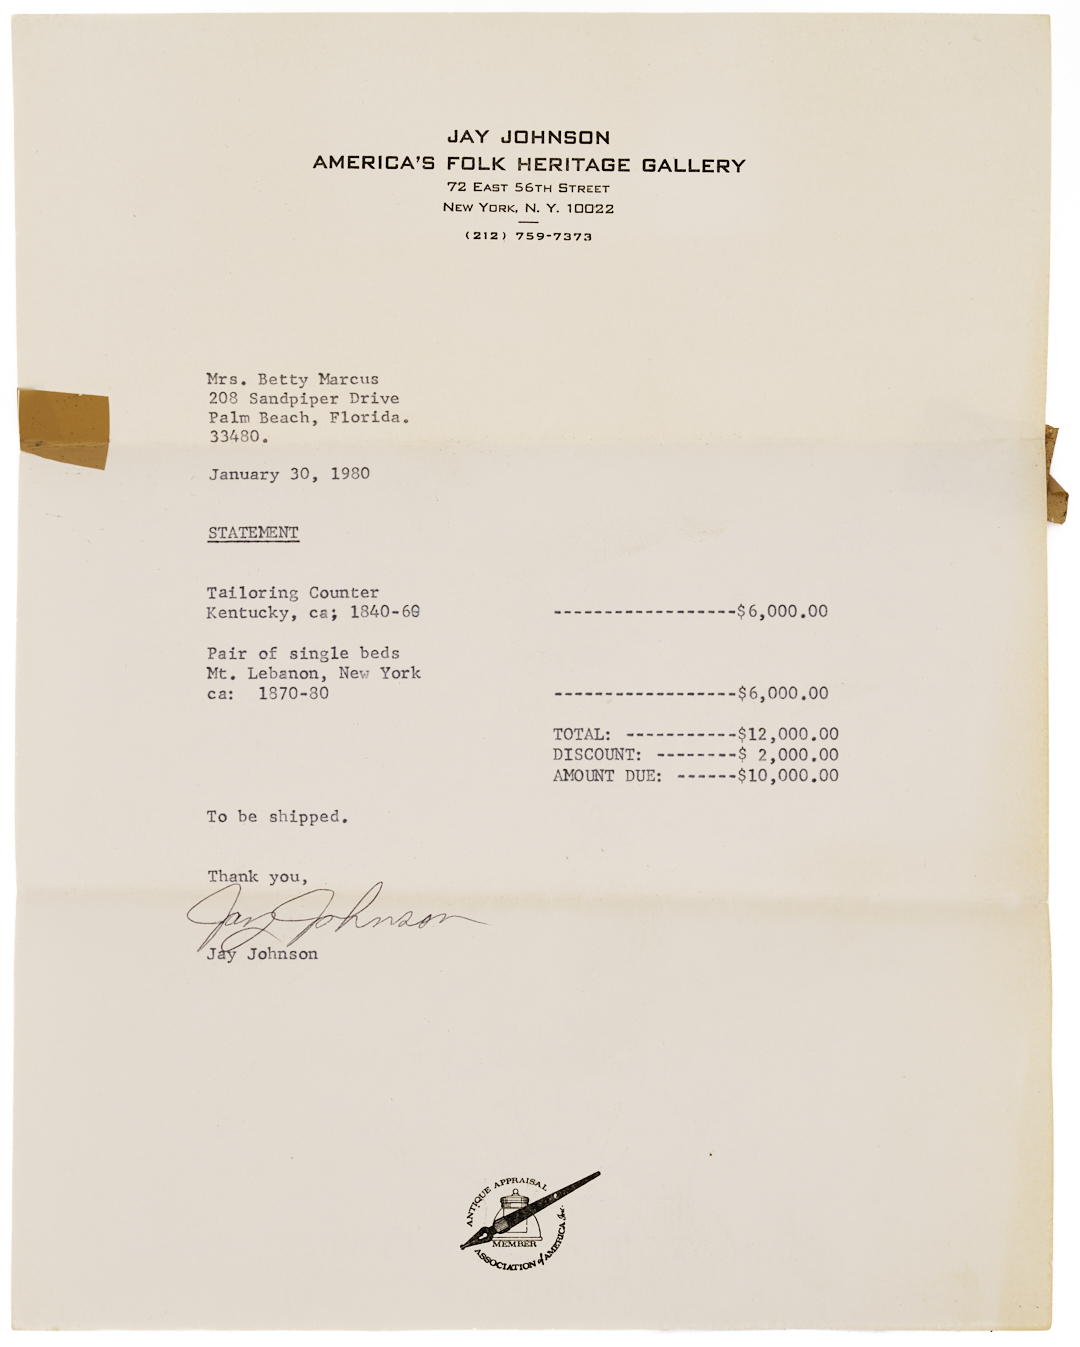 JAY JOHNSON
AMERICA'S FOLK HERITAGE GALLERY
72 EAST 56TH STREET
NEW YORK, N. Y. 10022
(212) 759-7373
Mrs. Betty Marcus
208 Sandpiper Drive
Palm Beach, Florida.
33480.
January 30, 1980
STATEMENT
Tailoring Counter
Kentucky, ca; 1840-60 ------------------$6,000.00
Pair of single beds
Mt. Lebanon, New York
ca: 1870-80 ------------------$6,000.00
TOTAL: -----------$12,000.00
DISCOUNT: --------$ 2,000.00
AMOUNT DUE: ------$10,000.00
To be shipped.
Thank you,
Jay Johnson
Jay Johnson
ANTIQUE APPRAISAL
MEMBER
ASSOCIATION of AMERICA Inc.